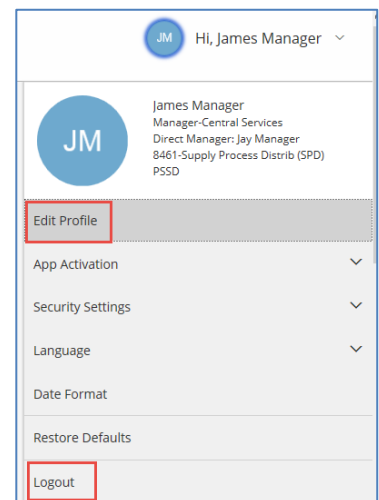 JM Hi, James Manager
JM
James Manager
Manager-Central Services
Direct Manager: Jay Manager
8461-Supply Process Distrib (SPD)
PSSD
Edit Profile
App Activation
Security Settings
Language
Date Format
Restore Defaults
Logout